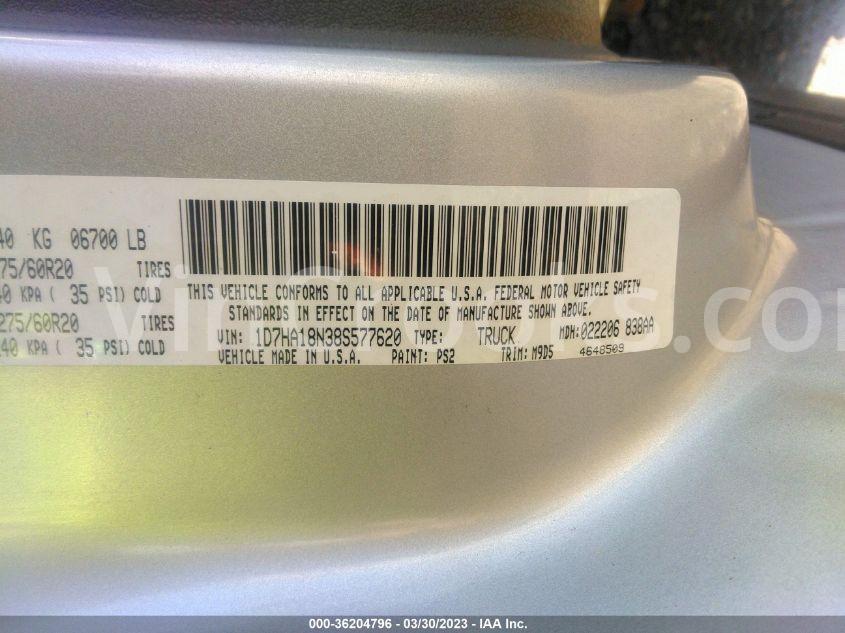 40 KG 06700 LB
275/60R20 TIRES
40 KPA ( 35 PSI) COLD
275/60R20 TIRES
240 KPA ( 35 PSI) COLD
THIS VEHICLE CONFORMS TO ALL APPLICABLE U.S.A. FEDERAL MOTOR VEHICLE SAFETY
STANDARDS IN EFFECT ON THE DATE OF MANUFACTURE SHOWN ABOVE.
VIN: 1D7HA18N38S577620 TYPE: TRUCK MDH: 022206 838AA
VEHICLE MADE IN U.S.A. PAINT: PS2 TRIM: M9D5 4648509
000-36204796 - 03/30/2023 - IAA Inc.